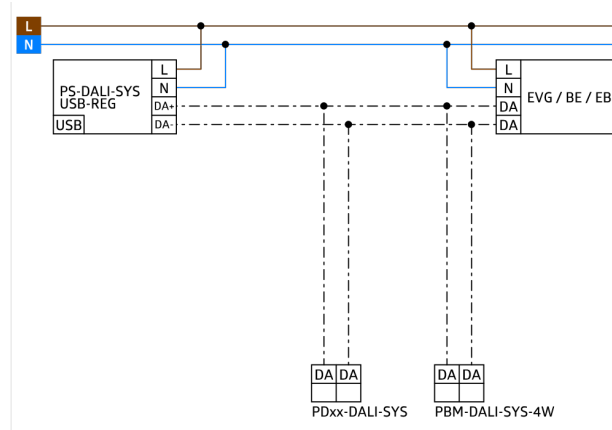 L
N
PS-DALI-SYS
USB-REG
USB
L
N
DA+
DA-
L
N
DA
DA
EVG / BE / EB
DA DA
PDxx-DALI-SYS
DA DA
PBM-DALI-SYS-4W